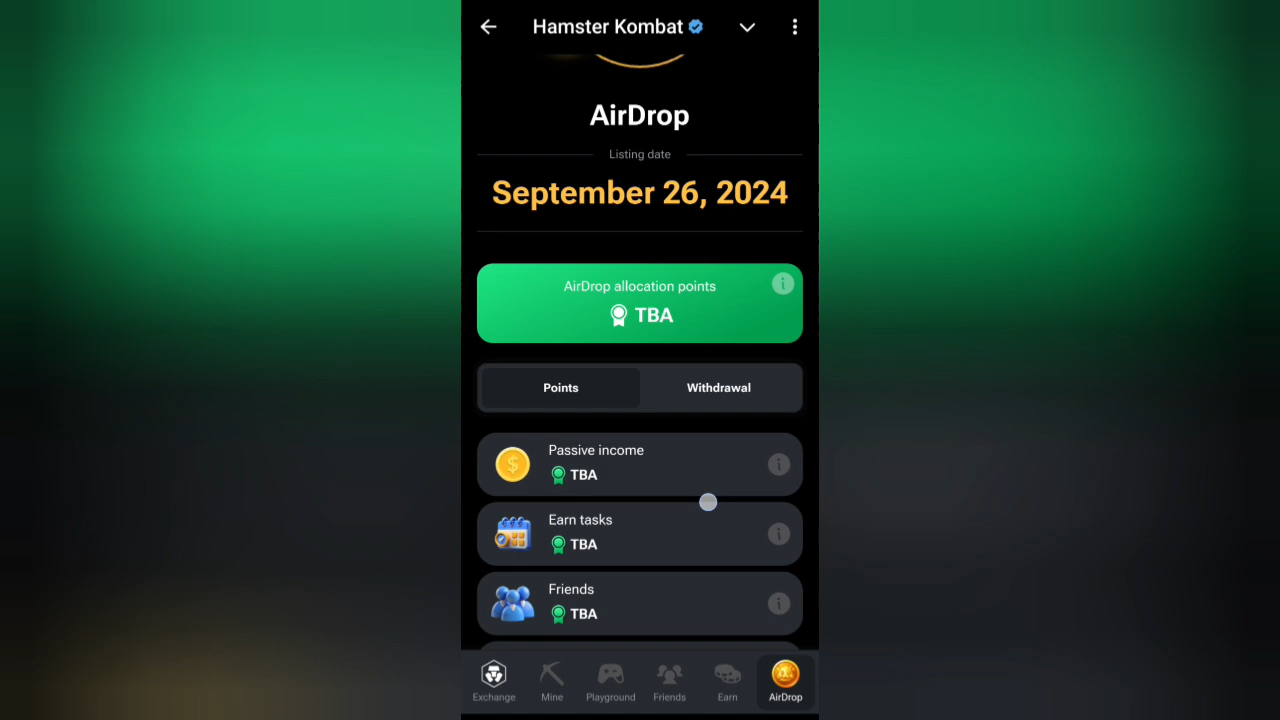 Hamster Kombat
AirDrop
Listing date
September 26, 2024
AirDrop allocation points
TBA
Points
Withdrawal
Passive income
TBA
Earn tasks
TBA
Friends
TBA
Exchange
Mine
Playground
Friends
Earn
AirDrop